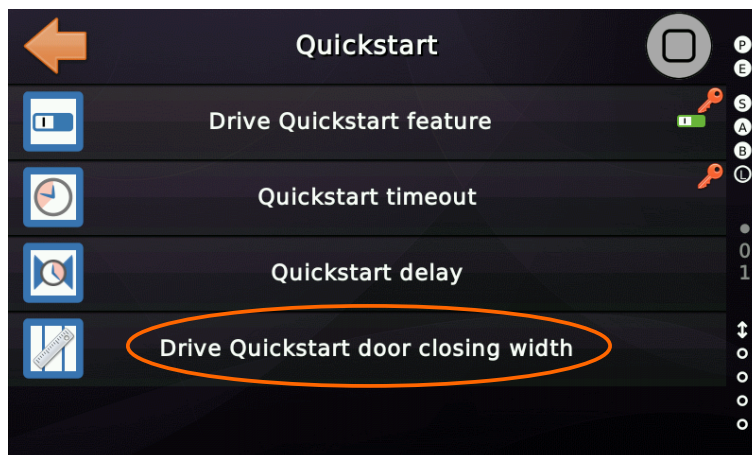 Quickstart
P
E
Drive Quickstart feature
S
A
B
Quickstart timeout
L
0
Quickstart delay
1
Drive Quickstart door closing width